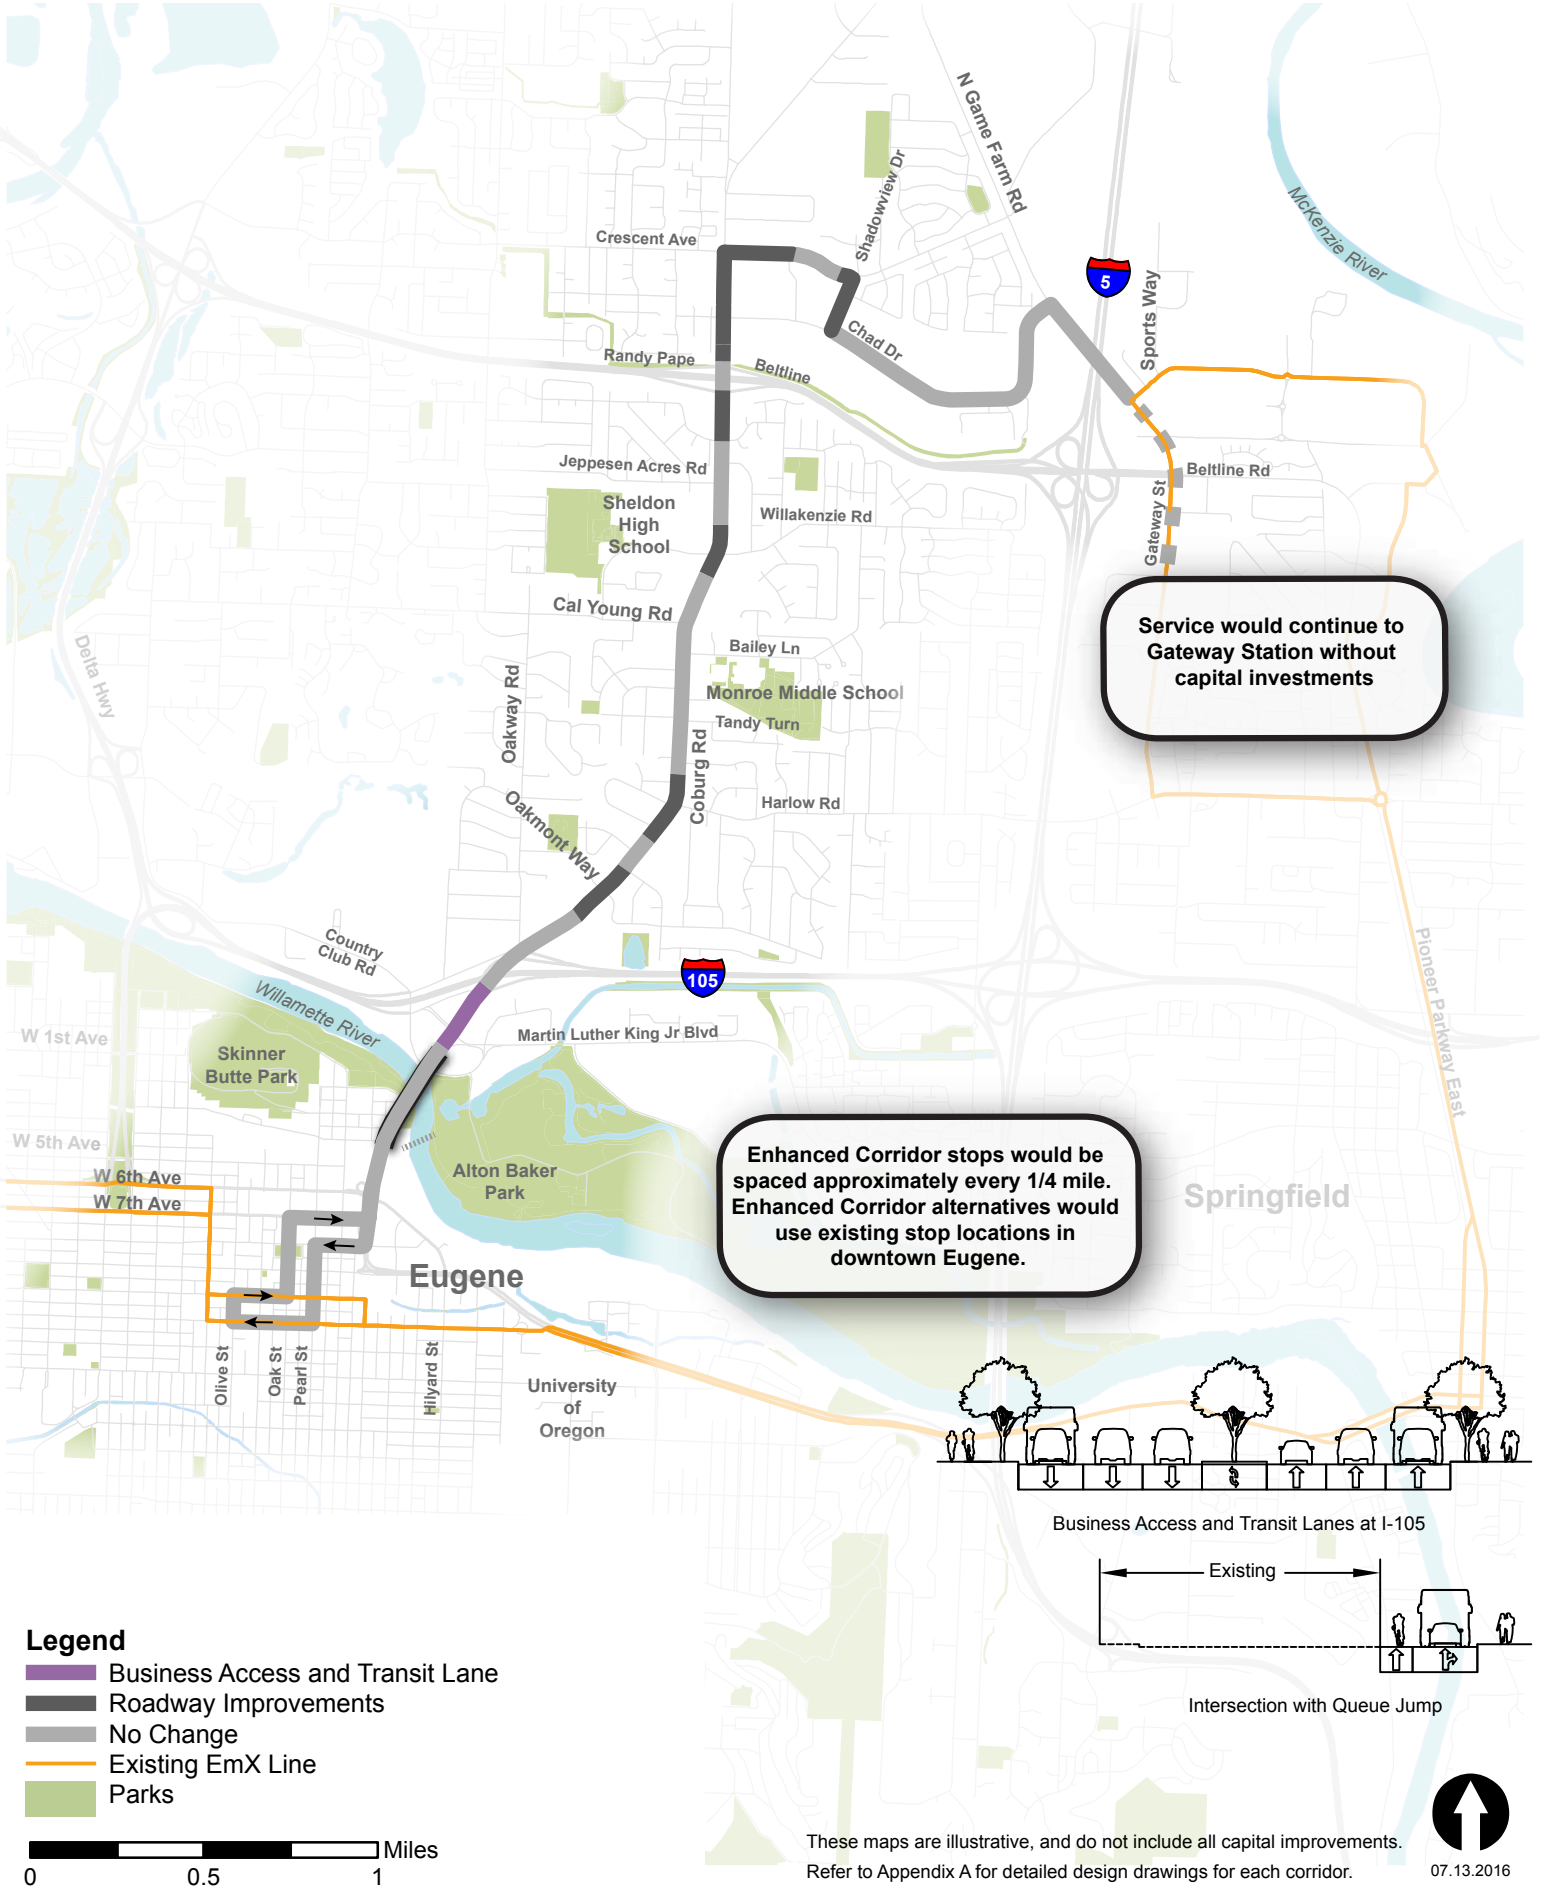 N Game Farm Rd
Shadowview Dr
McKenzie River
Crescent Ave
5
Sports Way
Chad Dr
Randy Pape
Beltline
Jeppesen Acres Rd
Beltline Rd
Gateway St
Sheldon
High
School
Willakenzie Rd
Cal Young Rd
Service would continue to
Gateway Station without
capital investments
Delta Hwy
Bailey Ln
Oakway Rd
Monroe Middle School
Tandy Turn
Coburg Rd
Harlow Rd
Oakmont Way
Country
Club Rd
Pioneer Parkway East
105
Willamette River
W 1st Ave
Martin Luther King Jr Blvd
Skinner
Butte Park
W 5th Ave
W 6th Ave
W 7th Ave
Alton Baker
Park
Enhanced Corridor stops would be
spaced approximately every 1/4 mile.
Enhanced Corridor alternatives would
use existing stop locations in
downtown Eugene.
Springfield
Eugene
Olive St
Oak St
Pearl St
Hilyard St
University
of
Oregon
Business Access and Transit Lanes at I-105
Existing
Intersection with Queue Jump
Legend
Business Access and Transit Lane
Roadway Improvements
No Change
Existing EmX Line
Parks
Miles
0 0.5 1
These maps are illustrative, and do not include all capital improvements.
Refer to Appendix A for detailed design drawings for each corridor.
07.13.2016